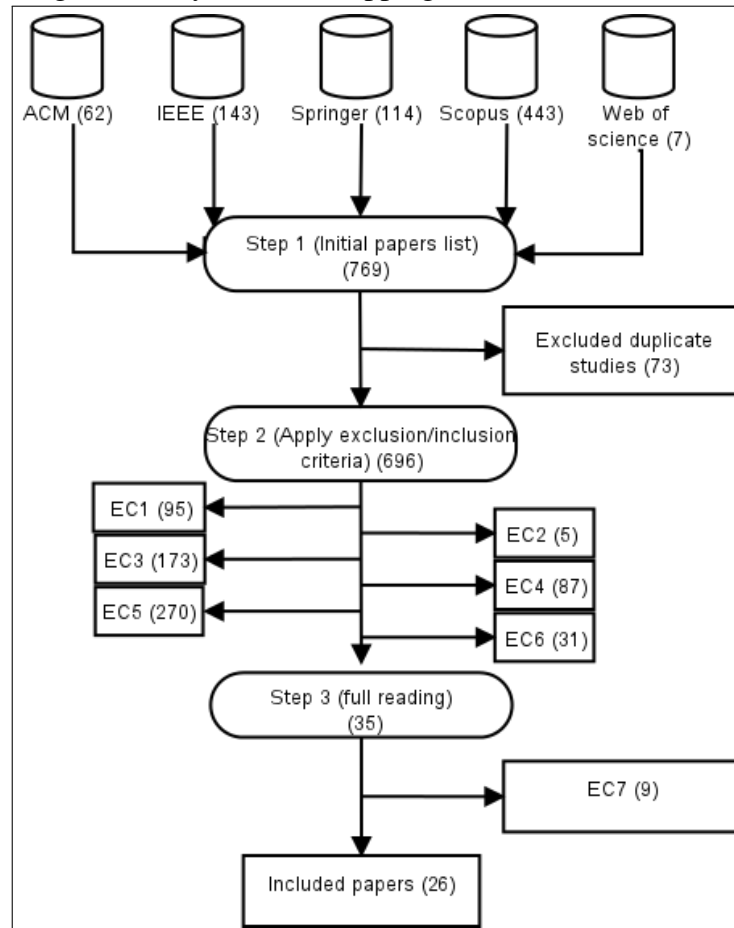 ACM (62)
IEEE (143)
Springer (114)
Scopus (443)
Web of
science (7)
Step 1 (Initial papers list)
(769)
Excluded duplicate
studies (73)
Step 2 (Apply exclusion/inclusion
criteria) (696)
EC1 (95)
EC2 (5)
EC3 (173)
EC4 (87)
EC5 (270)
EC6 (31)
Step 3 (full reading)
(35)
EC7 (9)
Included papers (26)